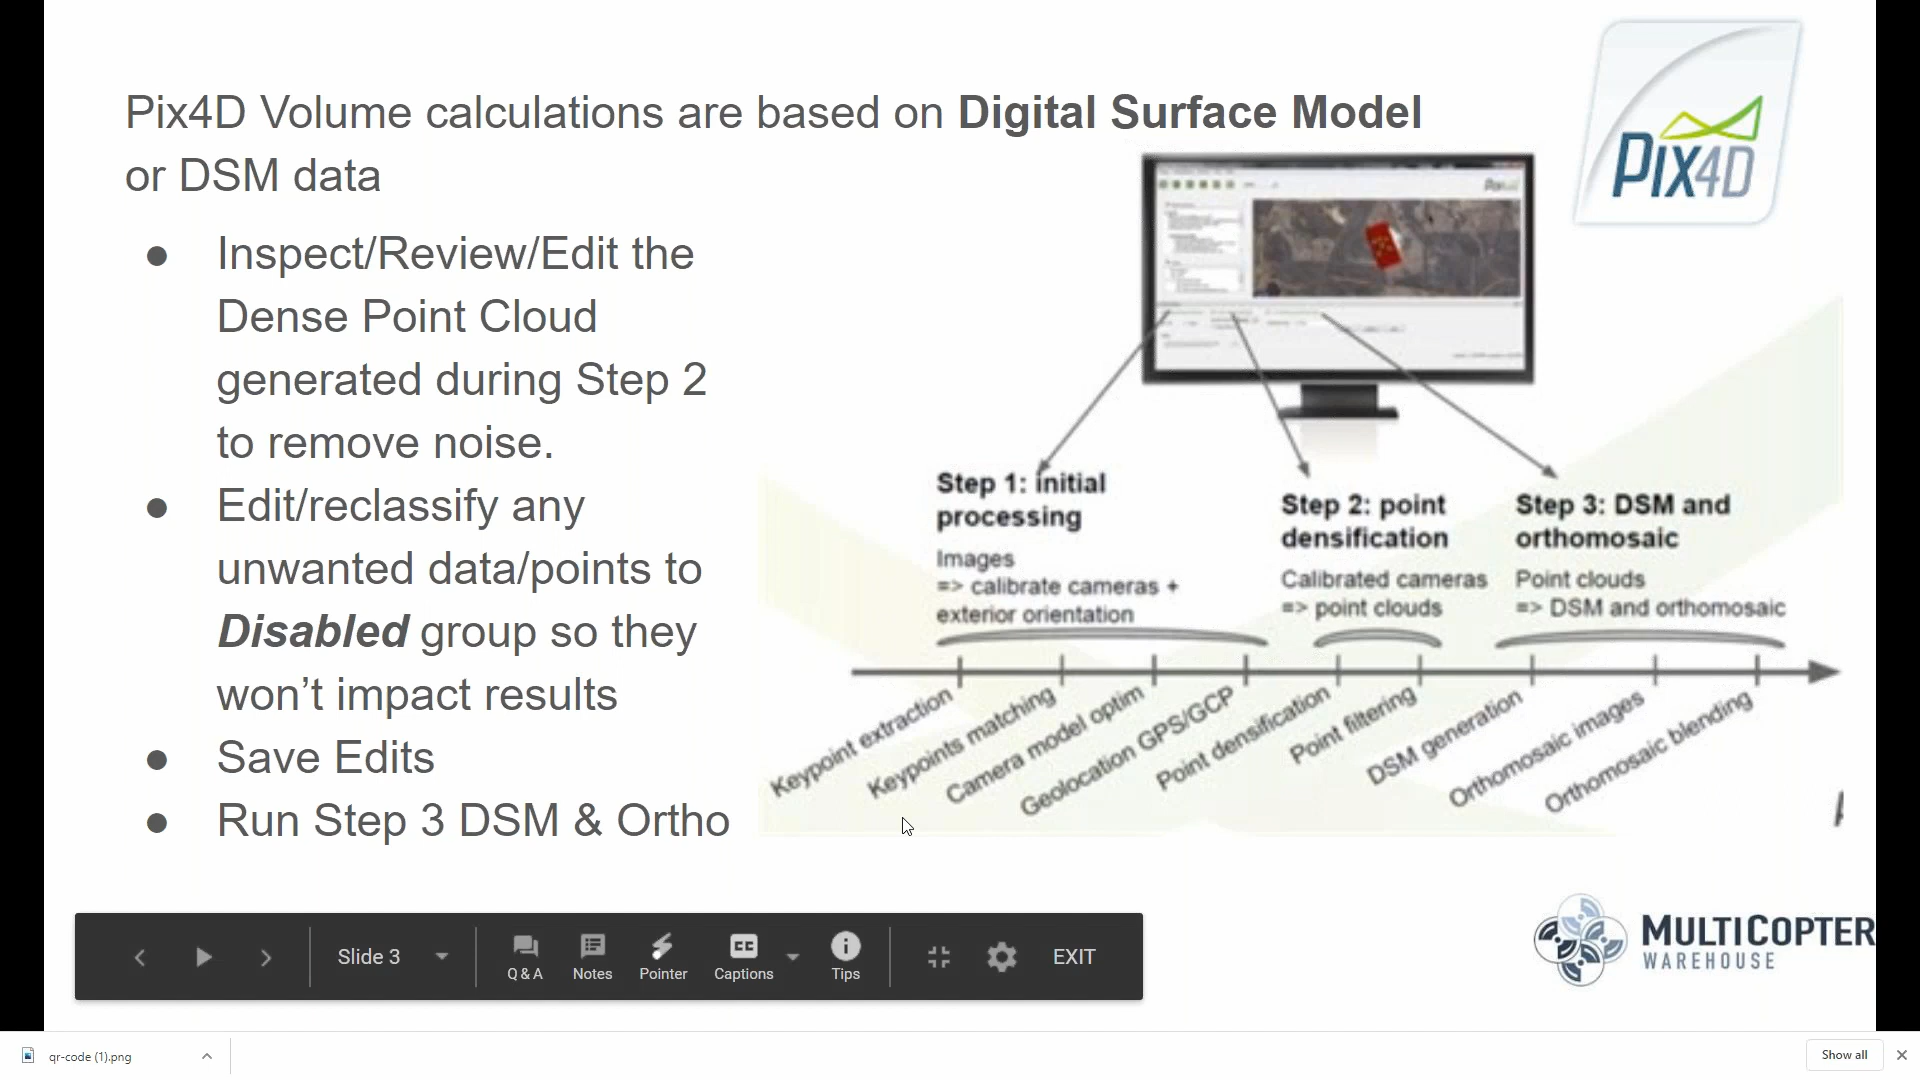 Pix4D Volume calculations are based on Digital Surface Model
or DSM data
● Inspect/Review/Edit the
Dense Point Cloud
generated during Step 2
to remove noise.
● Edit/reclassify any
unwanted data/points to
Disabled group so they
won’t impact results
● Save Edits
● Run Step 3 DSM & Ortho
PIX4D
Step 1: initial
processing
Images
=> calibrate cameras +
exterior orientation
Step 2: point
densification
Calibrated cameras
=> point clouds
Step 3: DSM and
orthomosaic
Point clouds
=> DSM and orthomosaic
Keypoint extraction
Keypoints matching
Camera model optim
Geolocation GPS/GCP
Point densification
Point filtering
DSM generation
Orthomosaic images
Orthomosaic blending
MULTICOPTER
WAREHOUSE
Slide 3
Q & A
Notes
Pointer
CC
Captions
Tips
EXIT
qr-code (1).png
Show all